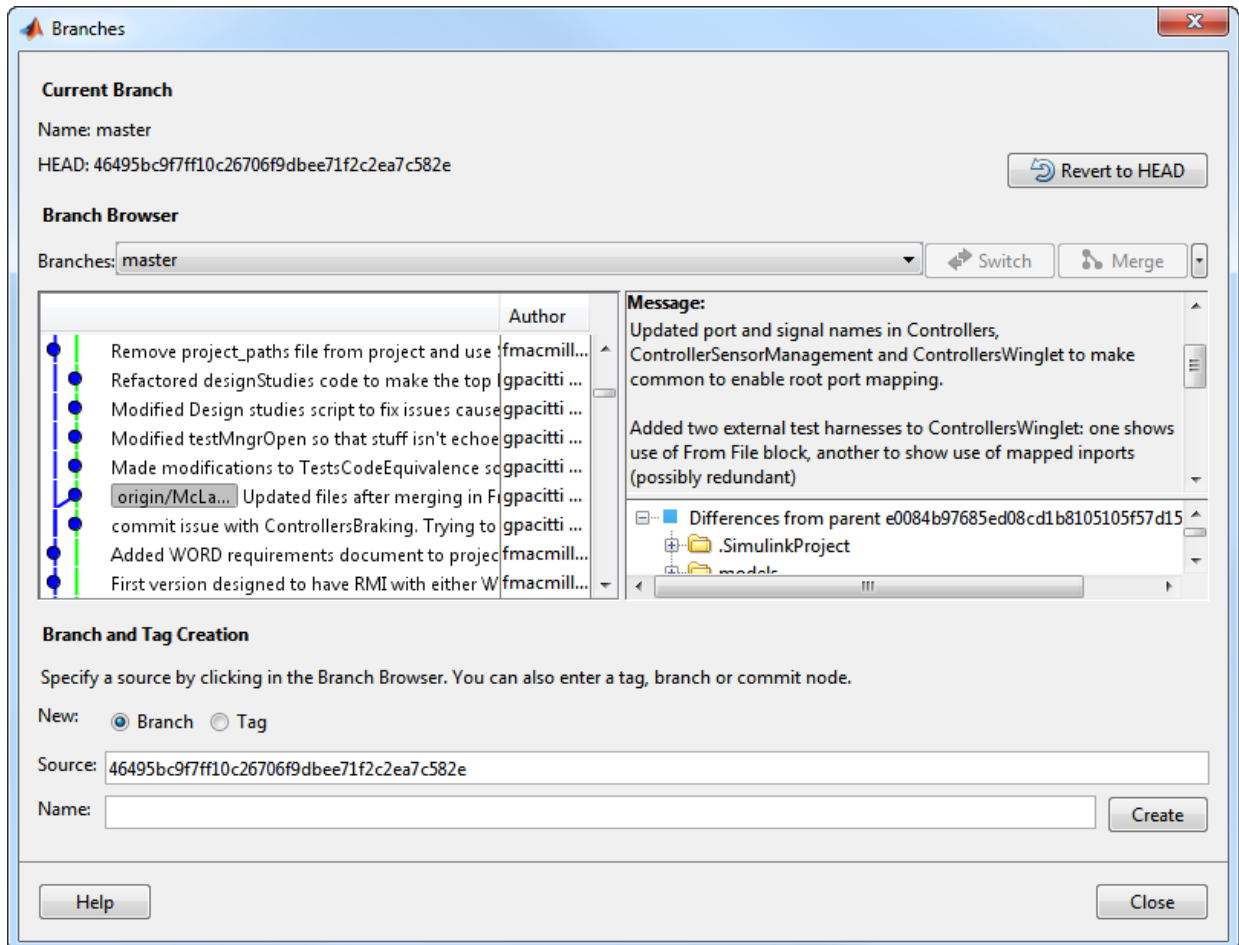 Branches
Current Branch
Name: master
HEAD: 46495bc9f7ff10c26706f9dbee71f2c2ea7c582e
Revert to HEAD
Branch Browser
Branches: master
Switch
Merge
Author
Remove project_paths file from project and use fmacmill...
Refactored designStudies code to make the top gpacitti ...
Modified Design studies script to fix issues cause gpacitti ...
Modified testMngrOpen so that stuff isn't echoe gpacitti ...
Made modifications to TestsCodeEquivalence so gpacitti ...
origin/McLa... Updated files after merging in Fr gpacitti ...
commit issue with ControllersBraking. Trying to gpacitti ...
Added WORD requirements document to projec fmacmill...
First version designed to have RMI with either W fmacmill...
Message:
Updated port and signal names in Controllers,
ControllerSensorManagement and ControllersWinglet to make
common to enable root port mapping.
Added two external test harnesses to ControllersWinglet: one shows
use of From File block, another to show use of mapped inports
(possibly redundant)
Differences from parent e0084b97685ed08cd1b8105105f57d15
.SimulinkProject
models
Branch and Tag Creation
Specify a source by clicking in the Branch Browser. You can also enter a tag, branch or commit node.
New: Branch Tag
Source: 46495bc9f7ff10c26706f9dbee71f2c2ea7c582e
Name:
Create
Help
Close